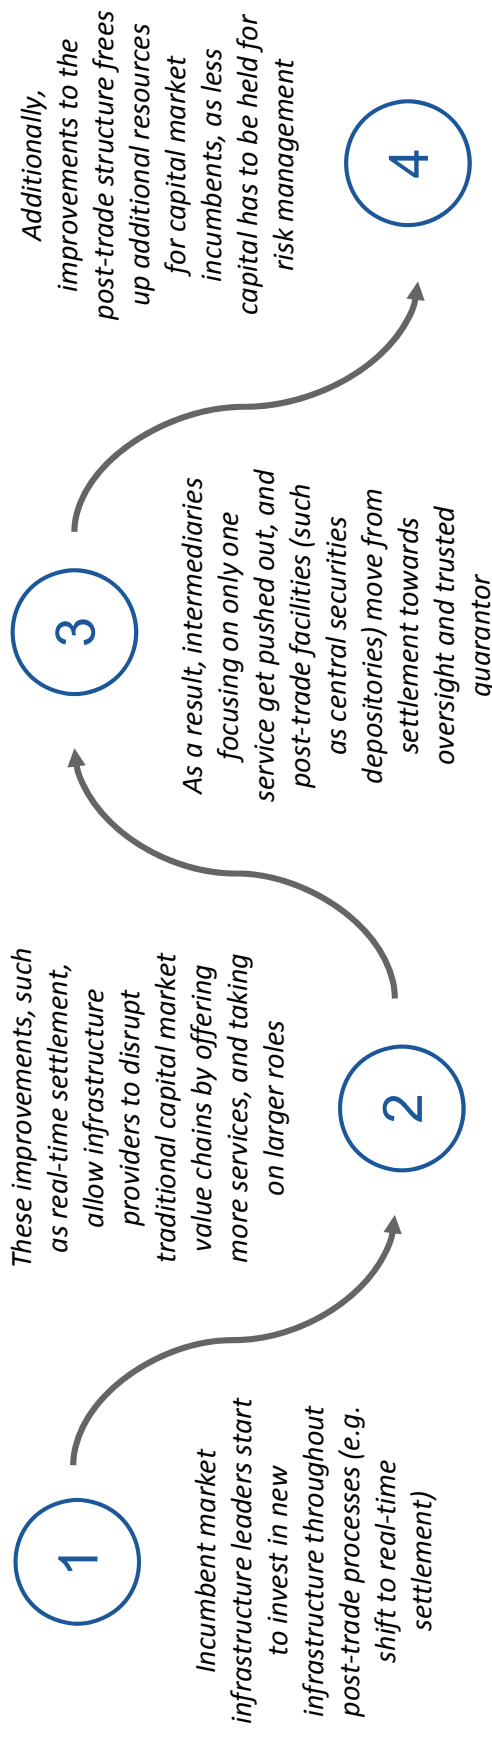 1
Incumbent market
infrastructure leaders start
to invest in new
infrastructure throughout
post-trade processes (e.g.
shift to real-time
settlement)
These improvements, such
as real-time settlement,
allow infrastructure
providers to disrupt
traditional capital market
value chains by offering
more services, and taking
on larger roles
2
3
As a result, intermediaries
focusing on only one
service get pushed out, and
post-trade facilities (such
as central securities
depositories) move from
settlement towards
oversight and trusted
quarantor
Additionally,
improvements to the
post-trade structure frees
up additional resources
for capital market
incumbents, as less
capital has to be held for
risk management
4